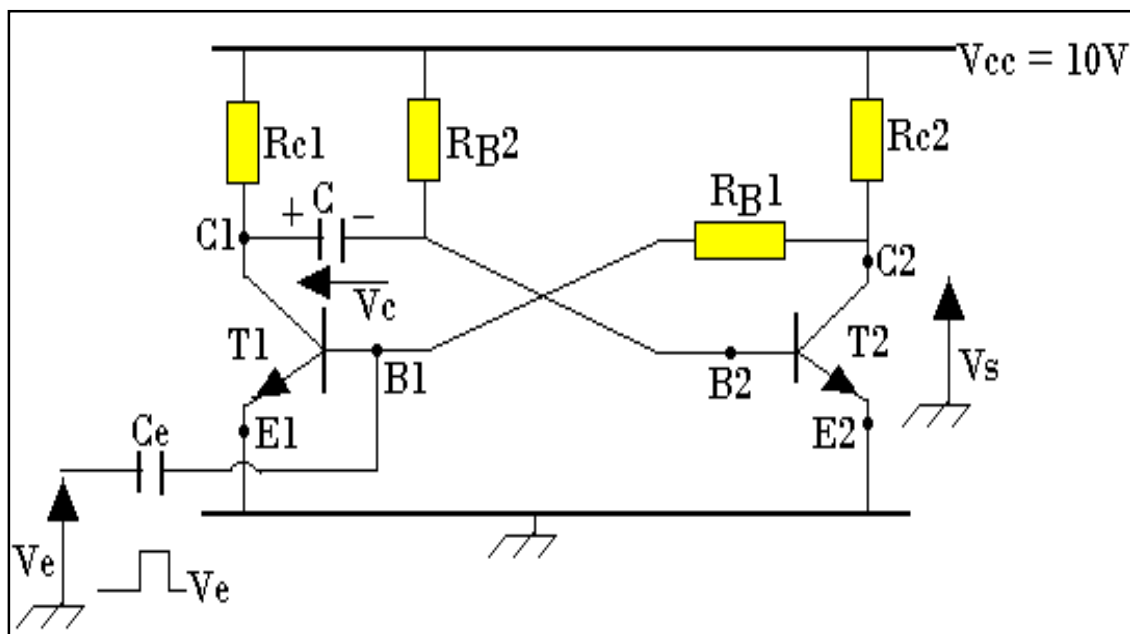 Vcc = 10V
Rc1
RB2
Rc2
RB1
+ C -
C1
C2
Vc
T1
B1
B2
T2
Vs
E1
E2
Ce
Ve
Ve